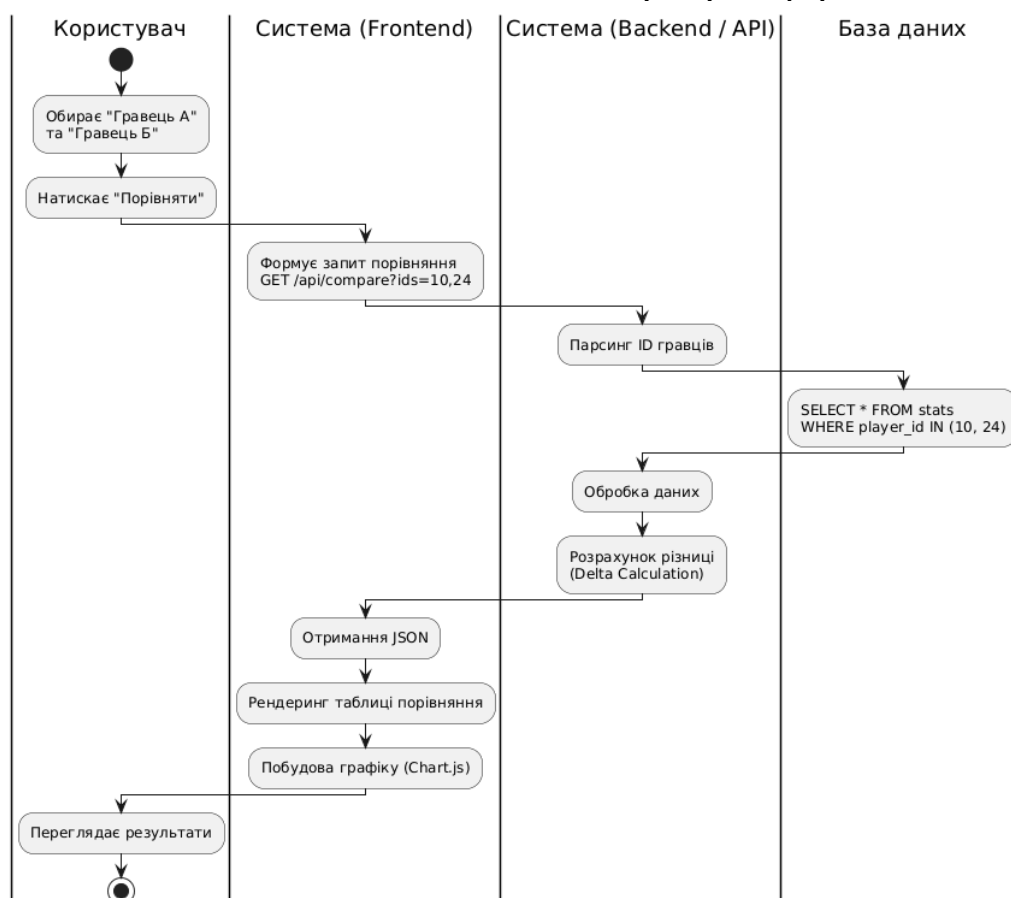 Користувач
Система (Frontend)
Система (Backend / API)
База даних
Обирає "Гравець А"
та "Гравець Б"
Натискає "Порівняти"
Формує запит порівняння
GET /api/compare?ids=10,24
Парсинг ID гравців
SELECT * FROM stats
WHERE player_id IN (10, 24)
Обробка даних
Розрахунок різниці
(Delta Calculation)
Отримання JSON
Рендеринг таблиці порівняння
Побудова графіку (Chart.js)
Переглядає результати